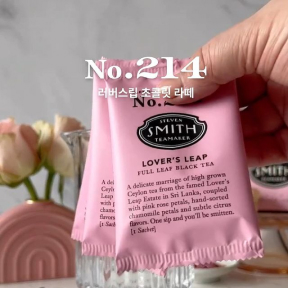 No.214
러버스립 초콜릿 라떼
STEVEN
SMITH
TEAMAKER
LOVER'S LEAP
FULL LEAF BLACK TEA
A delicate marriage of high grown
Ceylon tea from the famed Lover's
Leap Estate in Sri Lanka, coupled
with pink rose petals, hand-sorted
chamomile petals and subtle citrus
flavors. One sip and you'll be smitten.
[1 Sachet]